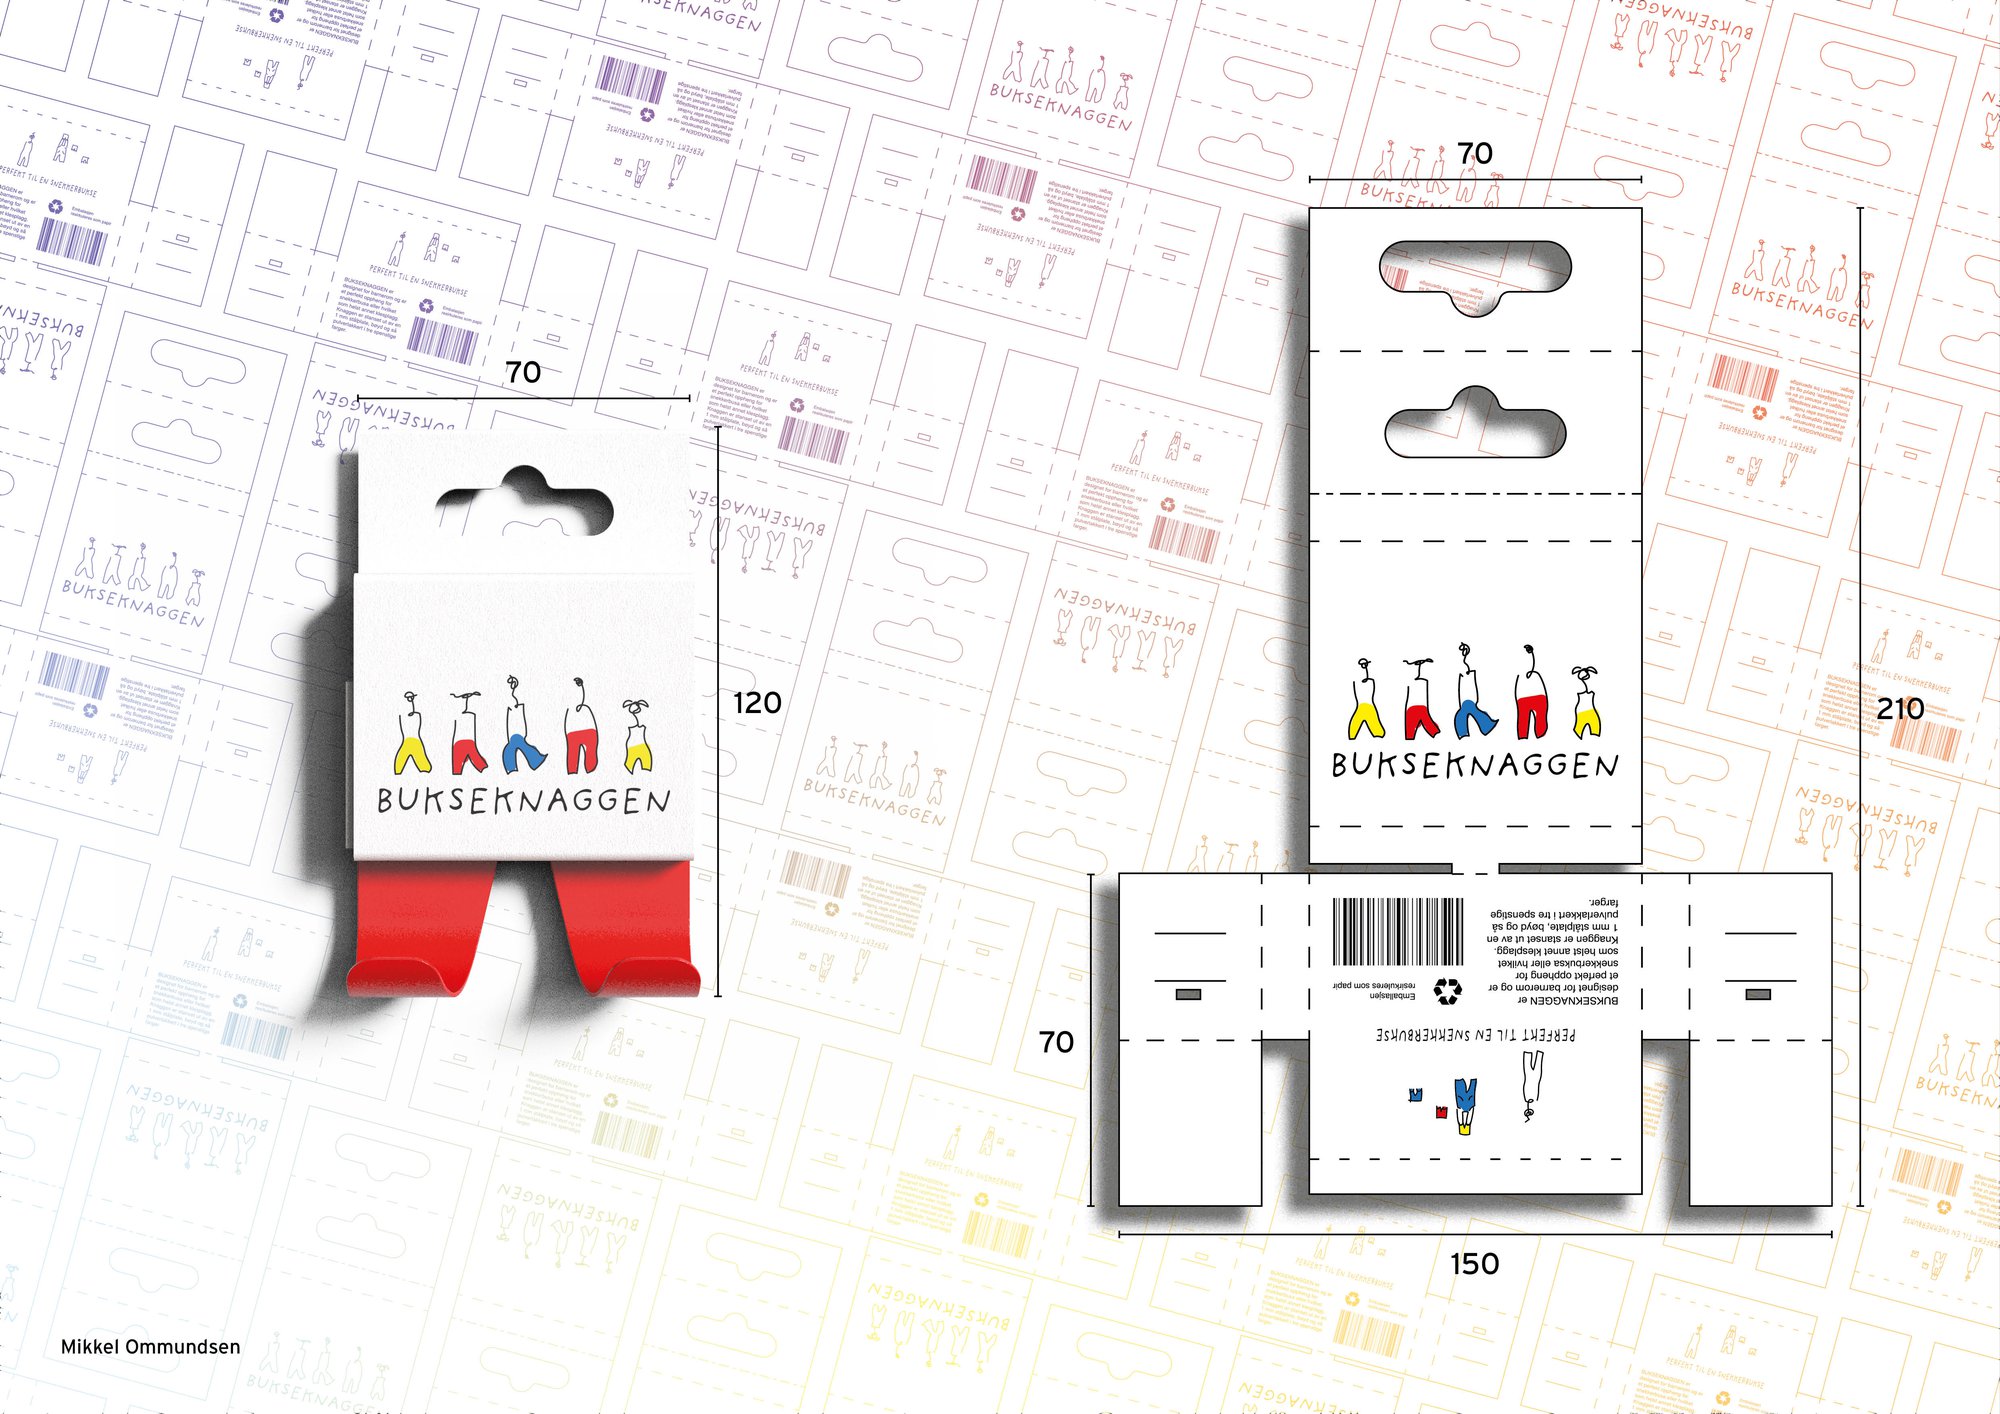 70
120
BUKSEKNAGGEN
70
210
BUKSEKNAGGEN
BUKSEKNAGGEN er
designet for barnerom og er
et perfekt oppheng for
snekkerbuksa eller hvilket
som helst annet klesplagg.
Knaggen er stanset ut av en
1 mm stålplate, bøyd og så
pulverlakkert i tre spenstige
farger.
Emballasjen
resirkuleres som papir
PERFEKT TIL EN SNEKKERBUKSE
70
150
Mikkel Ommundsen